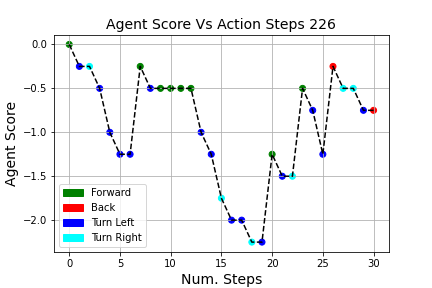 Agent Score Vs Action Steps 226
0.0
−0.5
−1.0
−1.5
−2.0
Agent Score
Forward
Back
Turn Left
Turn Right
0 5 10 15 20 25 30
Num. Steps